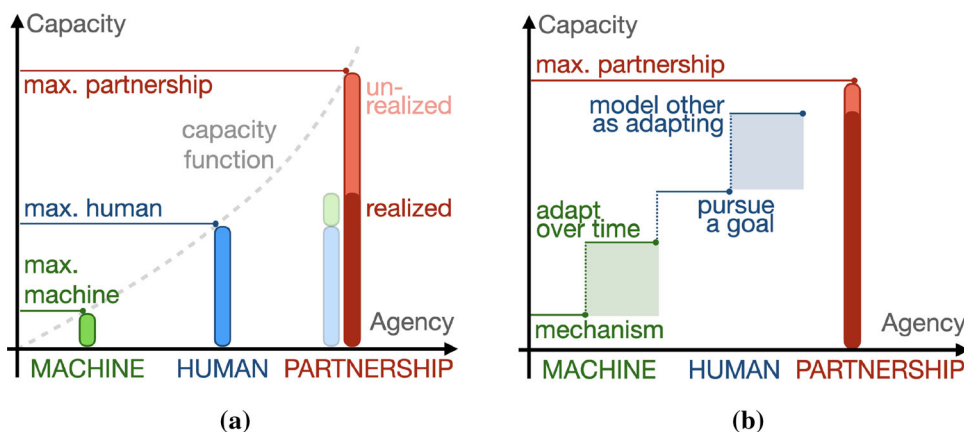 Capacity
max. partnership
un-
realized
capacity
function
max. human
realized
max.
machine
Agency
MACHINE
HUMAN
PARTNERSHIP
(a)
Capacity
max. partnership
model other
as adapting
adapt
over time
pursue
a goal
mechanism
Agency
MACHINE
HUMAN
PARTNERSHIP
(b)